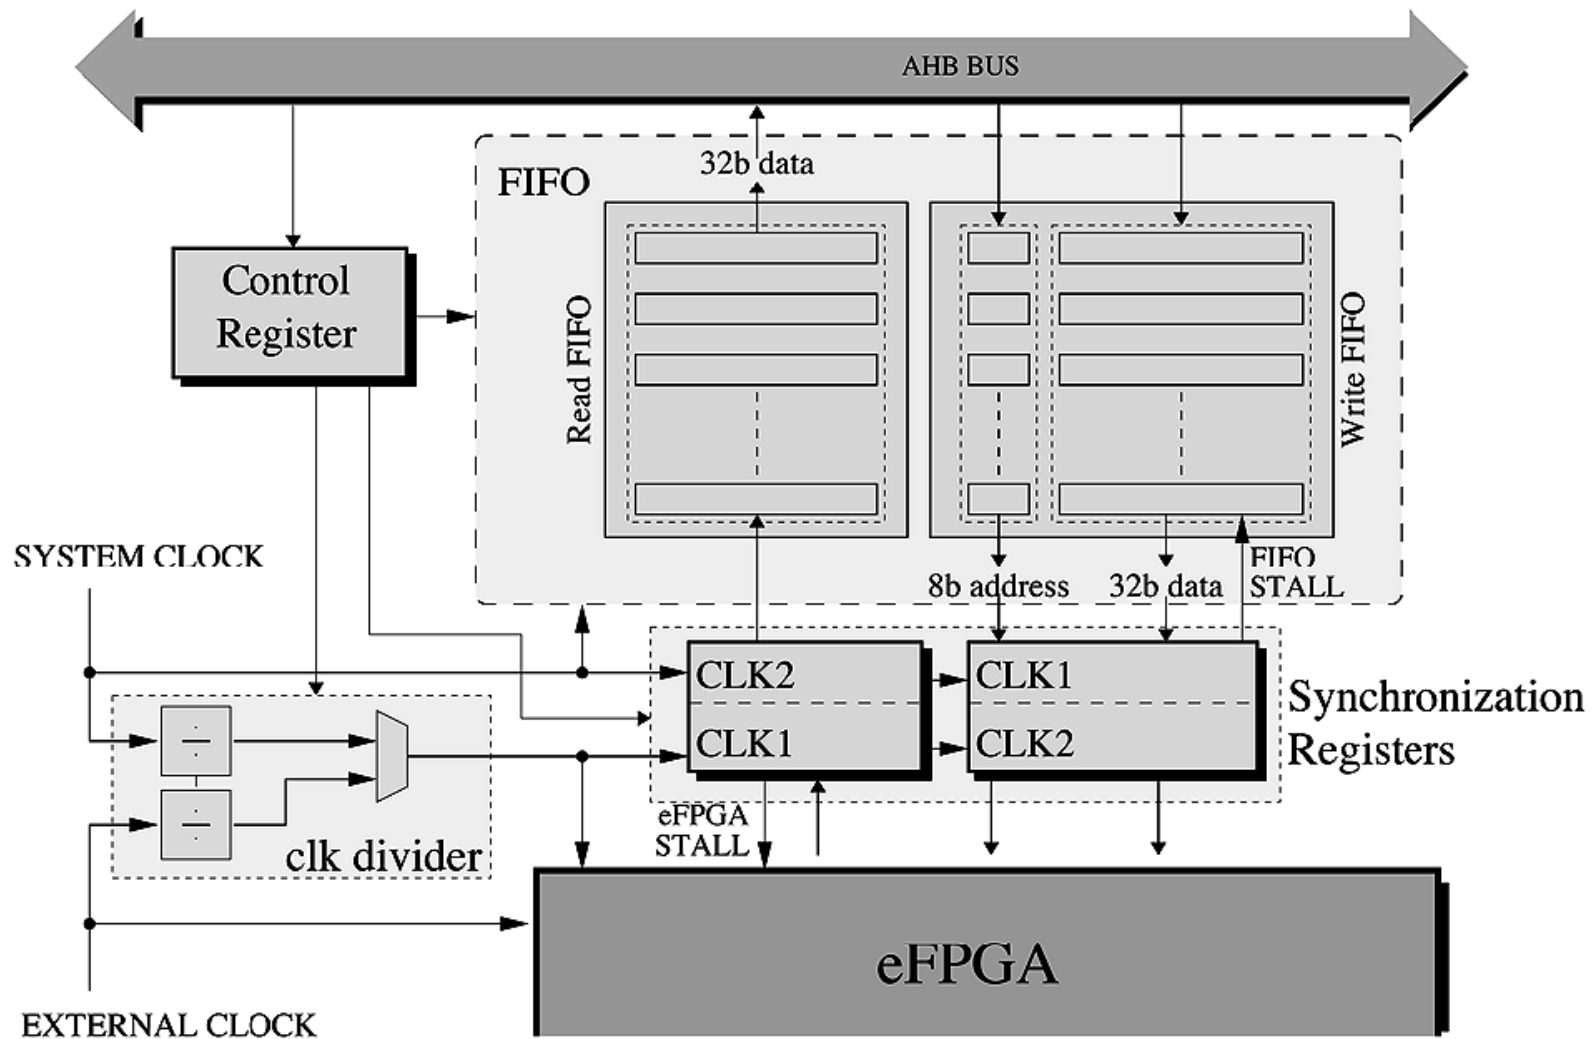 AHB BUS
32b data
FIFO
Control
Register
Read FIFO
Write FIFO
SYSTEM CLOCK
8b address
32b data
FIFO
STALL
CLK2
CLK1
CLK1
CLK2
Synchronization
Registers
eFPGA
STALL
clk divider
eFPGA
EXTERNAL CLOCK